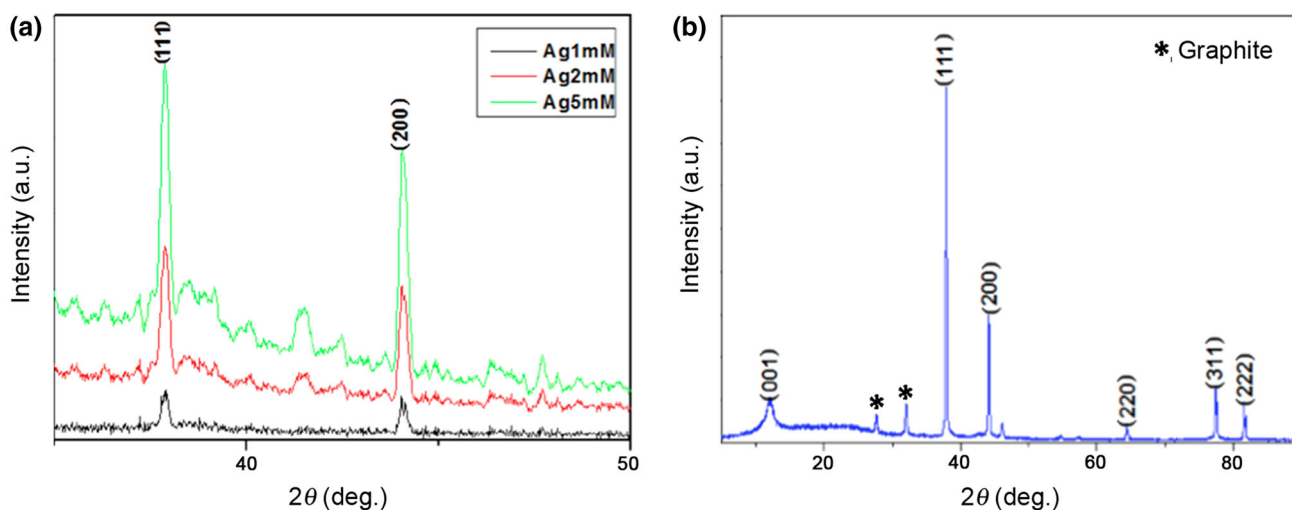 (a)
(111)
(200)
Ag1mM
Ag2mM
Ag5mM
Intensity (a.u.)
40
50
2θ (deg.)
(b)
*, Graphite
(001)
*
*
(111)
(200)
(220)
(311)
(222)
Intensity (a.u.)
20
40
60
80
2θ (deg.)